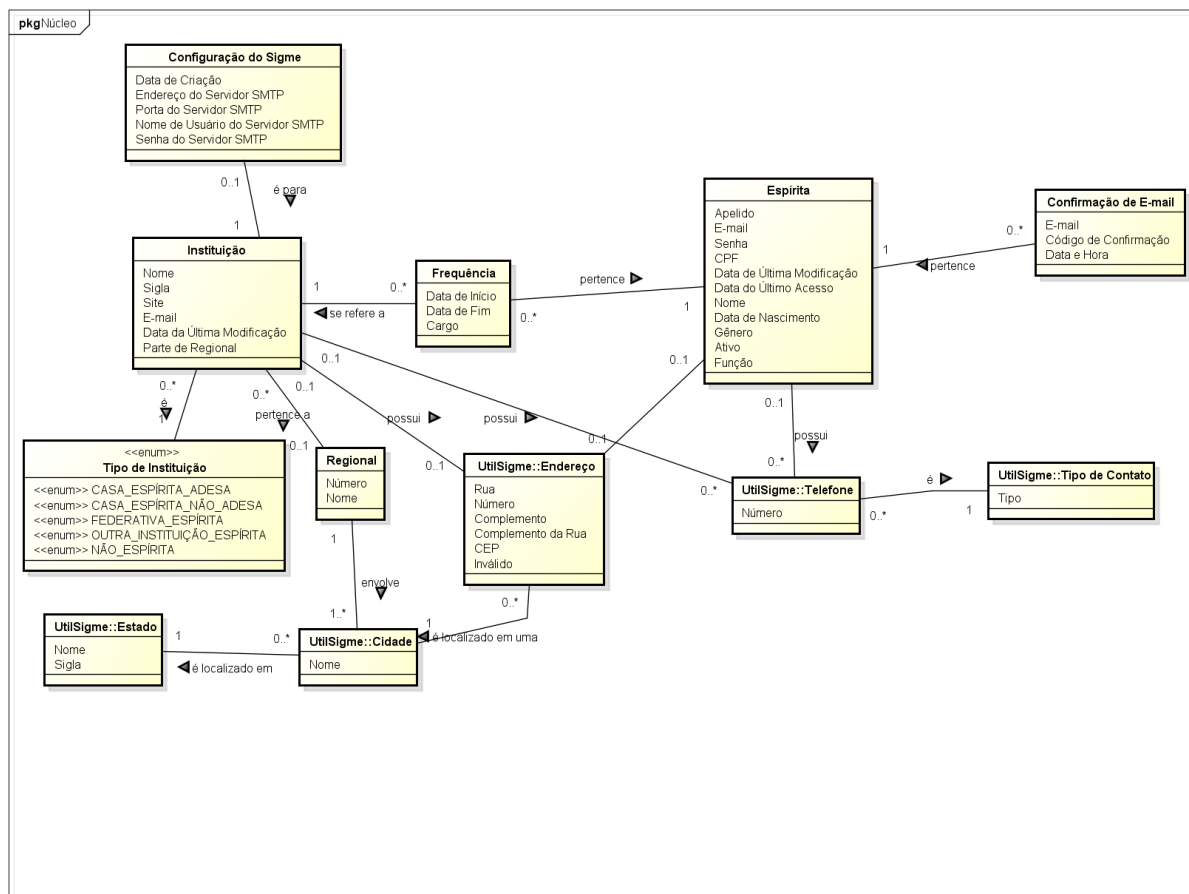 pkg Núcleo
Configuração do Sigme
Data de Criação
Endereço do Servidor SMTP
Porta do Servidor SMTP
Nome de Usuário do Servidor SMTP
Senha do Servidor SMTP
0..1
é para
1
Instituição
Nome
Sigla
Site
E-mail
Data da Última Modificação
Parte de Regional
1
0..*
se refere a
Frequência
Data de Início
Data de Fim
Cargo
pertence
0..*
1
Espírita
Apelido
E-mail
Senha
CPF
Data de Última Modificação
Data do Último Acesso
Nome
Data de Nascimento
Gênero
Ativo
Função
1
0..*
pertence
Confirmação de E-mail
E-mail
Código de Confirmação
Data e Hora
0..*
é
1
0..*
pertence a
0..1
0..1
possui
0..1
0..1
possui
0..*
0..1
0..1
0..1
possui
0..*
<<enum>>
Tipo de Instituição
<<enum>> CASA_ESPÍRITA_ADESA
<<enum>> CASA_ESPÍRITA_NÃO_ADESA
<<enum>> FEDERATIVA_ESPÍRITA
<<enum>> OUTRA_INSTITUIÇÃO_ESPÍRITA
<<enum>> NÃO_ESPÍRITA
Regional
Número
Nome
UtilSigme::Endereço
Rua
Número
Complemento
Complemento da Rua
CEP
Inválido
UtilSigme::Telefone
Número
é
0..*
1
UtilSigme::Tipo de Contato
Tipo
1
envolve
1..*
0..*
1
é localizado em uma
UtilSigme::Estado
Nome
Sigla
1
0..*
é localizado em
UtilSigme::Cidade
Nome